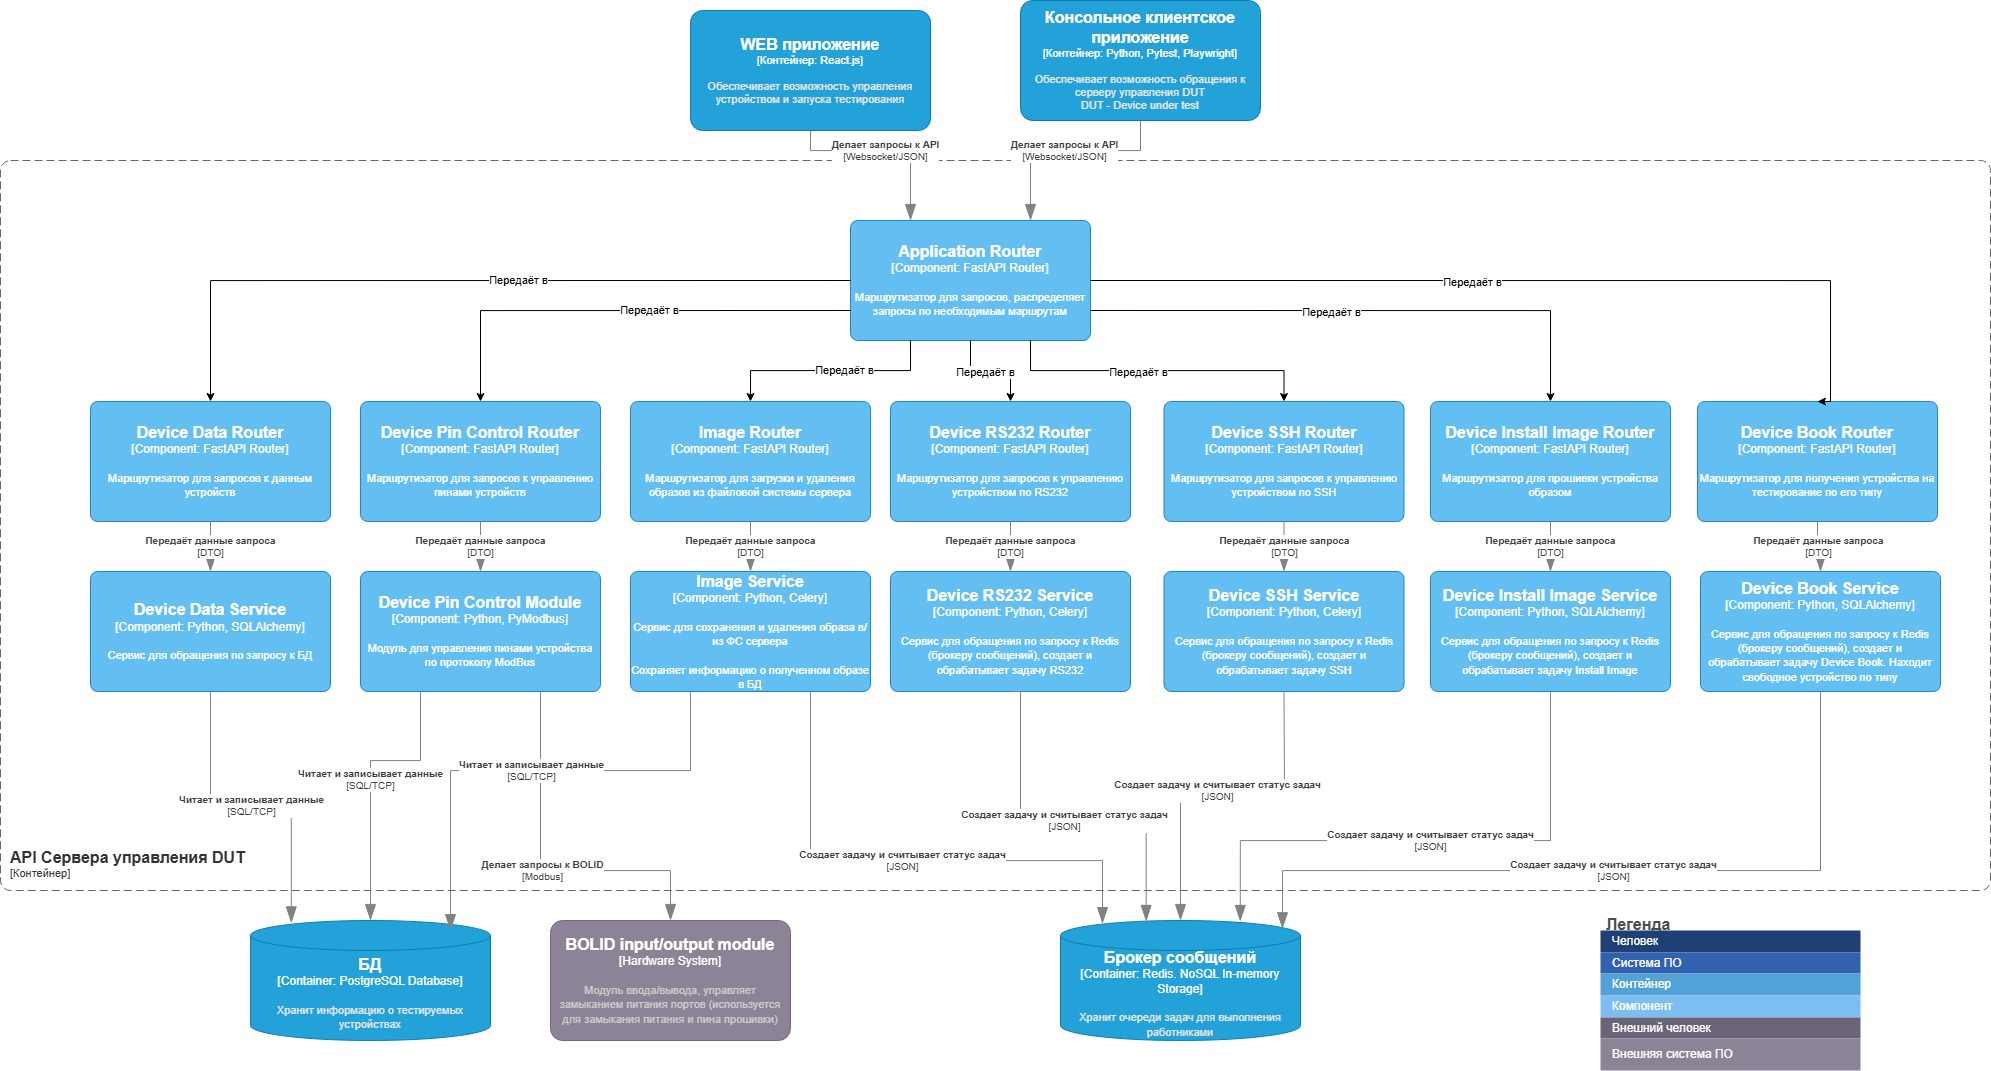 WEB приложение
[Контейнер: React.js]
Обеспечивает возможность управления
устройством и запуска тестирования
Консольное клиентское
приложение
[Контейнер: Python, Pytest, Playwright]
Обеспечивает возможность обращения к
серверу управления DUT
DUT - Device under test
Делает запросы к API
[Websocket/JSON]
Делает запросы к API
[Websocket/JSON]
Application Router
[Component: FastAPI Router]
Маршрутизатор для запросов, распределяет
запросы по необходимым маршрутам
Передаёт в
Передаёт в
Передаёт в
Передаёт в
Передаёт в
Передаёт в
Передаёт в
Device Data Router
[Component: FastAPI Router]
Маршрутизатор для запросов к данным
устройств
Device Pin Control Router
[Component: FastAPI Router]
Маршрутизатор для запросов к управлению
пинами устройств
Image Router
[Component: FastAPI Router]
Маршрутизатор для загрузки и удаления
образов из файловой системы сервера
Device RS232 Router
[Component: FastAPI Router]
Маршрутизатор для запросов к управлению
устройством по RS232
Device SSH Router
[Component: FastAPI Router]
Маршрутизатор для запросов к управлению
устройством по SSH
Device Install Image Router
[Component: FastAPI Router]
Маршрутизатор для прошивки устройства
образом
Device Book Router
[Component: FastAPI Router]
Маршрутизатор для получения устройства на
тестирование по его типу
Передаёт данные запроса
[DTO]
Передаёт данные запроса
[DTO]
Передаёт данные запроса
[DTO]
Передаёт данные запроса
[DTO]
Передаёт данные запроса
[DTO]
Передаёт данные запроса
[DTO]
Передаёт данные запроса
[DTO]
Device Data Service
[Component: Python, SQLAlchemy]
Сервис для обращения по запросу к БД
Device Pin Control Module
[Component: Python, PyModbus]
Модуль для управления пинами устройства
по протоколу ModBus
Image Service
[Component: Python, Celery]
Сервис для сохранения и удаления образа в/
из ФС сервера
Сохраняет информацию о полученном образе
в БД
Device RS232 Service
[Component: Python, Celery]
Сервис для обращения по запросу к Redis
(брокеру сообщений), создает и
обрабатывает задачу RS232
Device SSH Service
[Component: Python, Celery]
Сервис для обращения по запросу к Redis
(брокеру сообщений), создает и
обрабатывает задачу SSH
Device Install Image Service
[Component: Python, SQLAlchemy]
Сервис для обращения по запросу к Redis
(брокеру сообщений), создает и
обрабатывает задачу Install Image
Device Book Service
[Component: Python, SQLAlchemy]
Сервис для обращения по запросу к Redis
(брокеру сообщений), создает и
обрабатывает задачу Device Book. Находит
свободное устройство по типу
Читает и записывает данные
[SQL/TCP]
Читает и записывает данные
[SQL/TCP]
Читает и записывает данные
[SQL/TCP]
Делает запросы к BOLID
[Modbus]
Создает задачу и считывает статус задач
[JSON]
Создает задачу и считывает статус задач
[JSON]
Создает задачу и считывает статус задач
[JSON]
Создает задачу и считывает статус задач
[JSON]
Создает задачу и считывает статус задач
[JSON]
API Сервера управления DUT
[Контейнер]
БД
[Container: PostgreSQL Database]
Хранит информацию о тестируемых
устройствах
BOLID input/output module
[Hardware System]
Модуль ввода/вывода, управляет
замыканием питания портов (используется
для замыкания питания и пина прошивки)
Брокер сообщений
[Container: Redis. NoSQL In-memory
Storage]
Хранит очереди задач для выполнения
работниками
Легенда
Человек
Система ПО
Контейнер
Компонент
Внешний человек
Внешняя система ПО